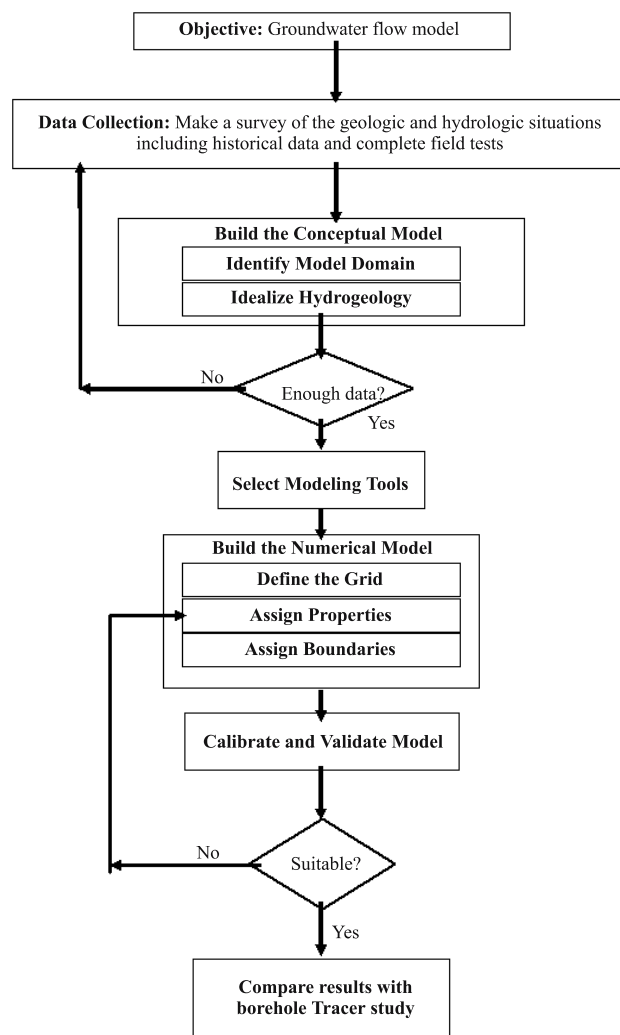 Objective: Groundwater flow model
Data Collection: Make a survey of the geologic and hydrologic situations
including historical data and complete field tests
Build the Conceptual Model
Identify Model Domain
Idealize Hydrogeology
No
Enough data?
Yes
Select Modeling Tools
Build the Numerical Model
Define the Grid
Assign Properties
Assign Boundaries
Calibrate and Validate Model
No
Suitable?
Yes
Compare results with
borehole Tracer study